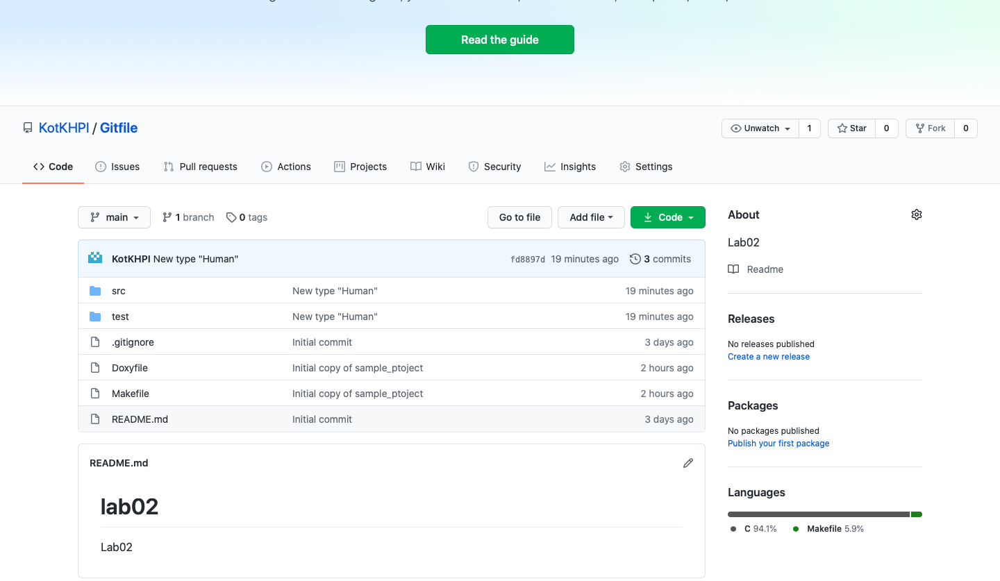 Read the guide
KotKHPI / Gitfile
Unwatch 1 Star 0 Fork 0
Code Issues Pull requests Actions Projects Wiki Security Insights Settings
main 1 branch 0 tags Go to file Add file Code
KotKHPI New type "Human" fd8897d 19 minutes ago 3 commits
src New type "Human" 19 minutes ago
test New type "Human" 19 minutes ago
.gitignore Initial commit 3 days ago
Doxyfile Initial copy of sample_ptoject 2 hours ago
Makefile Initial copy of sample_ptoject 2 hours ago
README.md Initial commit 3 days ago
README.md
lab02
Lab02
About
Lab02
Readme
Releases
No releases published
Create a new release
Packages
No packages published
Publish your first package
Languages
C 94.1% Makefile 5.9%